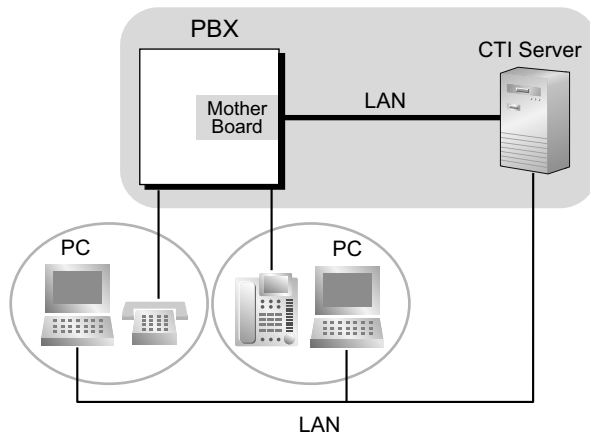 PBX
CTI Server
Mother
Board
LAN
PC
PC
LAN